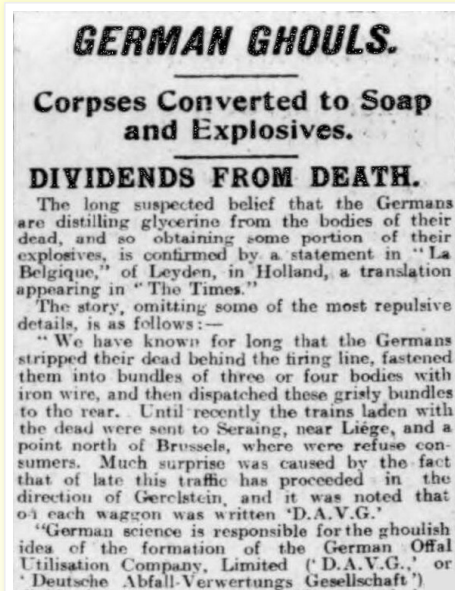 GERMAN GHOULS.
Corpses Converted to Soap
and Explosives.
DIVIDENDS FROM DEATH.
The long suspected belief that the Germans
are distilling glycerine from the bodies of their
dead, and so obtaining some portion of their
explosives, is confirmed by a statement in "La
Belgique," of Leyden, in Holland, a translation
appearing in "The Times."
The story, omitting some of the most repulsive
details, is as follows:—
"We have known for long that the Germans
stripped their dead behind the firing line, fastened
them into bundles of three or four bodies with
iron wire, and then dispatched these grisly bundles
to the rear. Until recently the trains laden with
the dead were sent to Seraing, near Liége, and a
point north of Brussels, where were refuse con-
sumers. Much surprise was caused by the fact
that of late this traffic has proceeded in the
direction of Gerolstein, and it was noted that
on each waggon was written 'D.A.V.G.'
"German science is responsible for the ghoulish
idea of the formation of the German Offal
Utilisation Company, Limited ('D.A.V.G.,' or
'Deutsche Abfall-Verwertungs Gesellschaft')